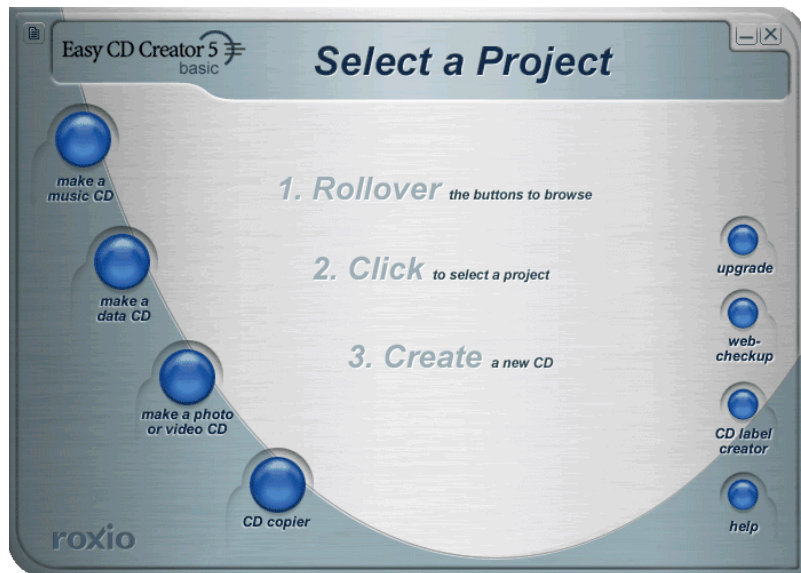 Easy CD Creator 5
basic
Select a Project
make a
music CD
1. Rollover the buttons to browse
make a
data CD
2. Click to select a project
make a photo
or video CD
3. Create a new CD
CD copier
upgrade
web-
checkup
CD label
creator
help
roxio